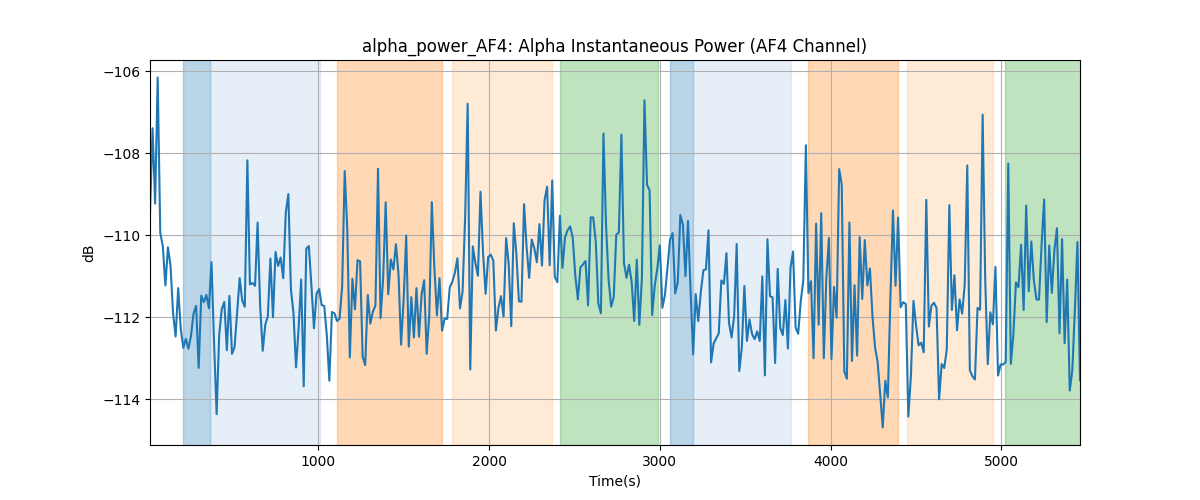 alpha_power_AF4: Alpha Instantaneous Power (AF4 Channel)
−106
−108
−110
−112
−114
dB
1000 2000 3000 4000 5000
Time(s)